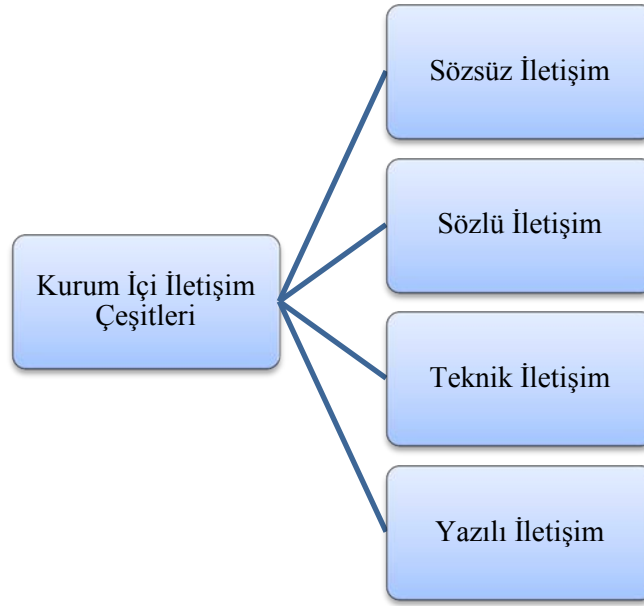 Sözsüz İletişim
Sözlü İletişim
Kurum İçi İletişim
Çeşitleri
Teknik İletişim
Yazılı İletişim